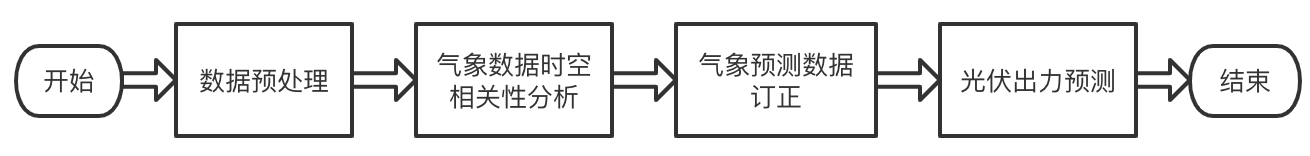 开始
数据预处理
气象数据时空
相关性分析
气象预测数据
订正
光伏出力预测
结束